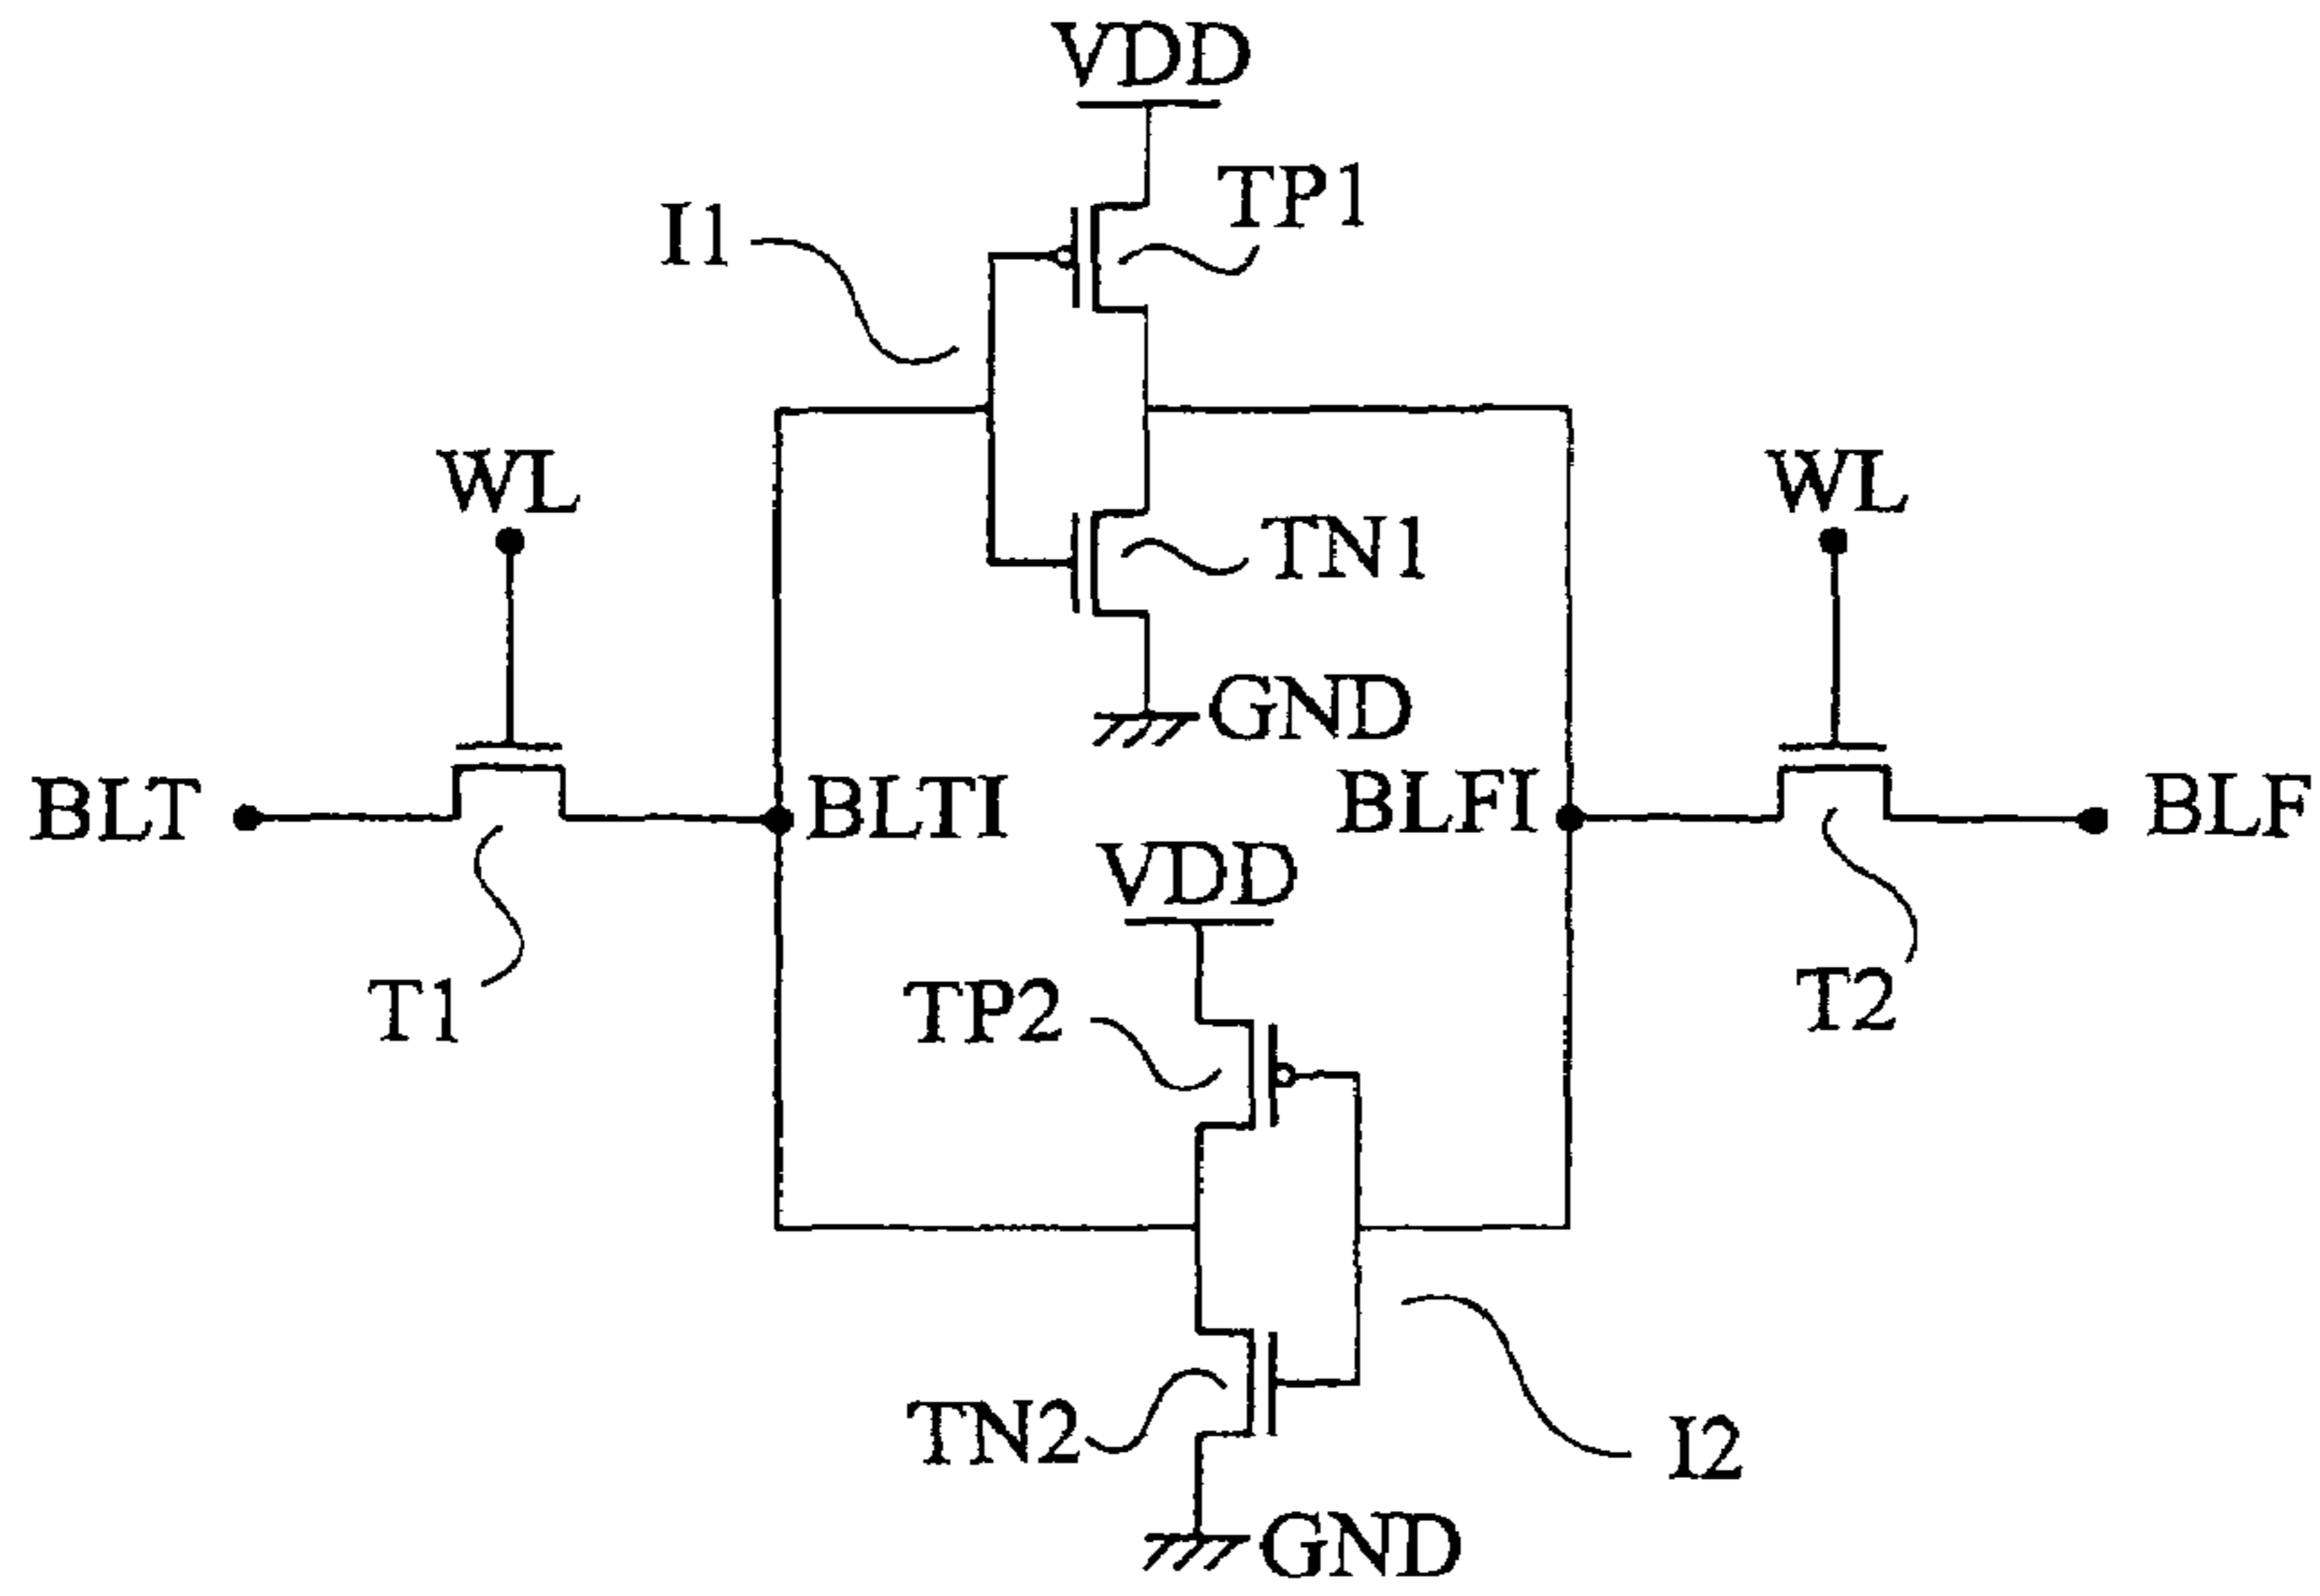 VDD
TP1
I1
WL
WL
TN1
GND
BLT
BLTI
BLFI
BLF
VDD
T1
TP2
T2
TN2
I2
GND